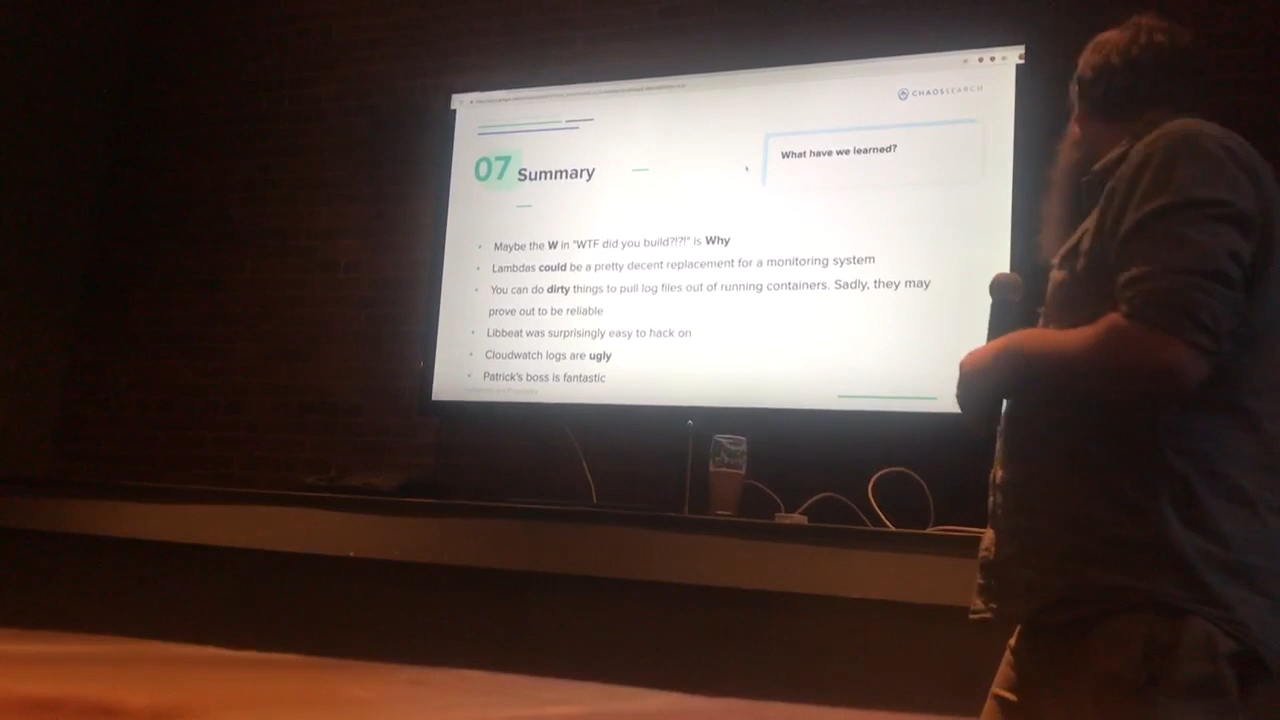 CHAOSSEARCH
07 Summary
What have we learned?
• Maybe the W in "WTF did you build?!?!" is Why
• Lambdas could be a pretty decent replacement for a monitoring system
• You can do dirty things to pull log files out of running containers. Sadly, they may
prove out to be reliable
• Libbeat was surprisingly easy to hack on
• Cloudwatch logs are ugly
• Patrick's boss is fantastic